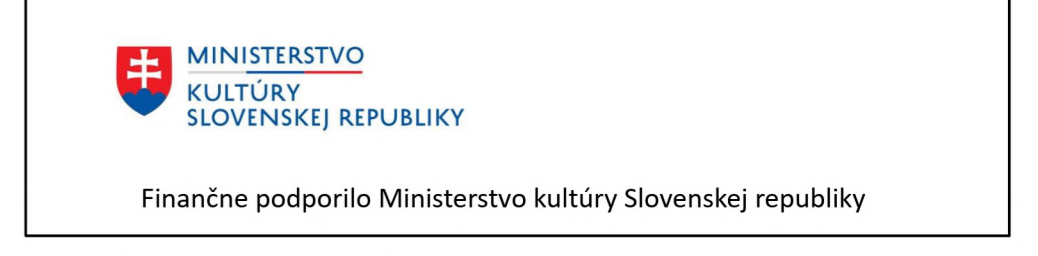 MINISTERSTVO
KULTÚRY
SLOVENSKEJ REPUBLIKY
Finančne podporilo Ministerstvo kultúry Slovenskej republiky